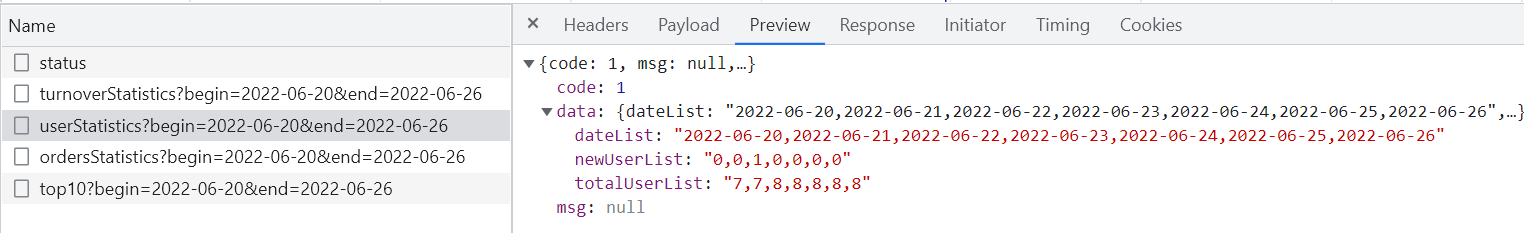 Name
status
turnoverStatistics?begin=2022-06-20&end=2022-06-26
userStatistics?begin=2022-06-20&end=2022-06-26
ordersStatistics?begin=2022-06-20&end=2022-06-26
top10?begin=2022-06-20&end=2022-06-26
× Headers Payload Preview Response Initiator Timing Cookies
▼{code: 1, msg: null,…}
code: 1
▼data: {dateList: "2022-06-20,2022-06-21,2022-06-22,2022-06-23,2022-06-24,2022-06-25,2022-06-26",…}
dateList: "2022-06-20,2022-06-21,2022-06-22,2022-06-23,2022-06-24,2022-06-25,2022-06-26"
newUserList: "0,0,1,0,0,0,0"
totalUserList: "7,7,8,8,8,8,8"
msg: null